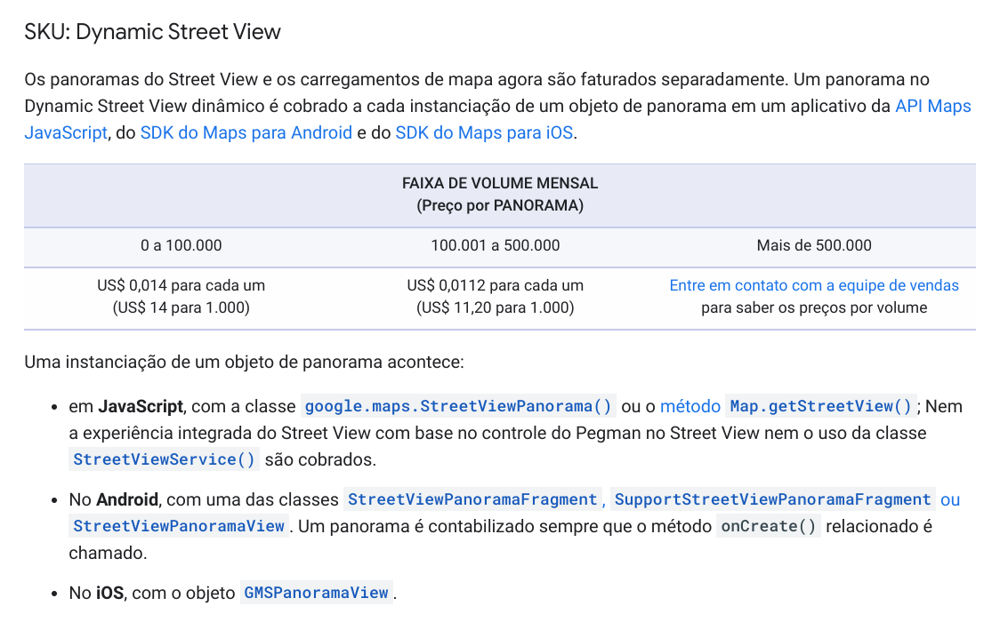 SKU: Dynamic Street View
Os panoramas do Street View e os carregamentos de mapa agora são faturados separadamente. Um panorama no
Dynamic Street View dinâmico é cobrado a cada instanciação de um objeto de panorama em um aplicativo da API Maps
JavaScript, do SDK do Maps para Android e do SDK do Maps para iOS.
FAIXA DE VOLUME MENSAL
(Preço por PANORAMA)
0 a 100.000 100.001 a 500.000 Mais de 500.000
US$ 0,014 para cada um US$ 0,0112 para cada um Entre em contato com a equipe de vendas
(US$ 14 para 1.000) (US$ 11,20 para 1.000) para saber os preços por volume
Uma instanciação de um objeto de panorama acontece:
• em JavaScript, com a classe google.maps.StreetViewPanorama() ou o método Map.getStreetView() ; Nem
a experiência integrada do Street View com base no controle do Pegman no Street View nem o uso da classe
StreetViewService() são cobrados.
• No Android, com uma das classes StreetViewPanoramaFragment , SupportStreetViewPanoramaFragment ou
StreetViewPanoramaView . Um panorama é contabilizado sempre que o método onCreate() relacionado é
chamado.
• No iOS, com o objeto GMSPanoramaView .